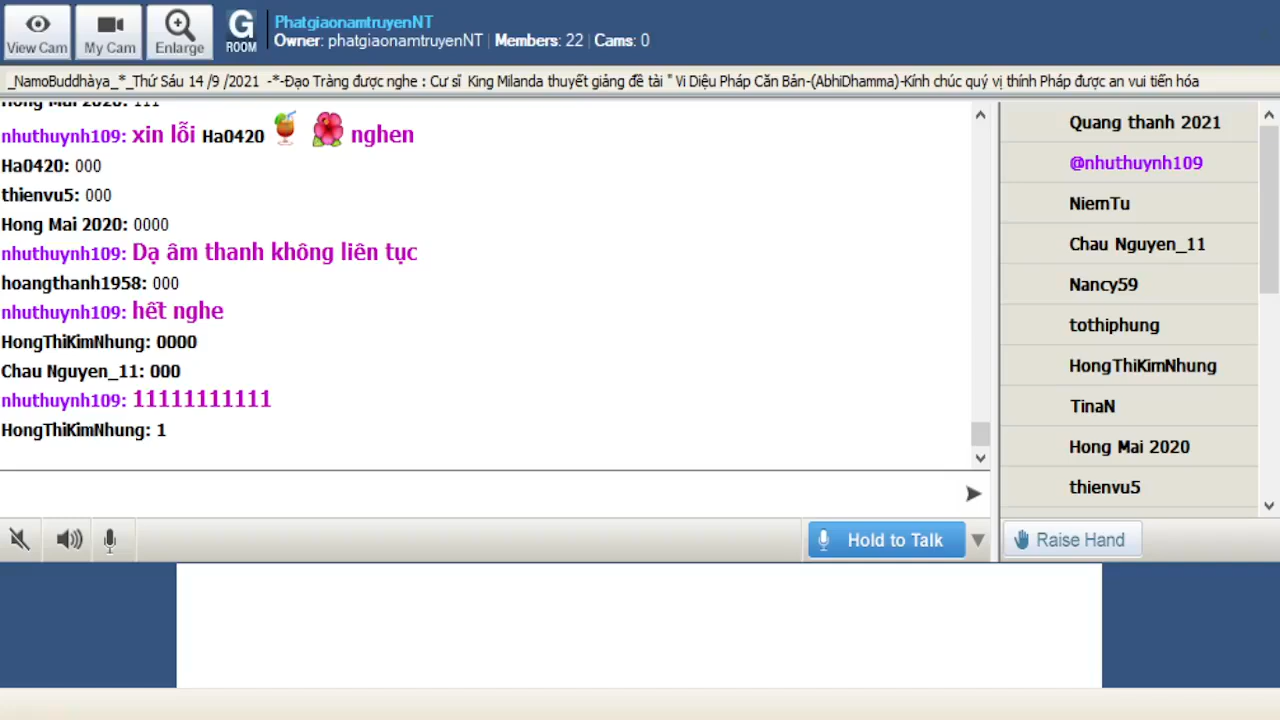 View Cam
My Cam
Enlarge
G
ROOM
PhatgiaonamtruyenNT
Owner: phatgiaonamtruyenNT | Members: 22 | Cams: 0
_NamoBuddhàya_*_Thứ Sáu 14 /9 /2021 -*-Đạo Tràng được nghe : Cư sĩ King Milanda thuyết giảng đề tài " Vi Diệu Pháp Căn Bản-(AbhiDhamma)-Kính chúc quý vị thính Pháp được an vui tiến hóa
Hong Mai 2020: 111
nhuthuynh109: xin lỗi Ha0420 nghen
Ha0420: 000
thienvu5: 000
Hong Mai 2020: 0000
nhuthuynh109: Dạ âm thanh không liên tục
hoangthanh1958: 000
nhuthuynh109: hết nghe
HongThiKimNhung: 0000
Chau Nguyen_11: 000
nhuthuynh109: 11111111111
HongThiKimNhung: 1
Quang thanh 2021
@nhuthuynh109
NiemTu
Chau Nguyen_11
Nancy59
tothiphung
HongThiKimNhung
TinaN
Hong Mai 2020
thienvu5
Hold to Talk
Raise Hand